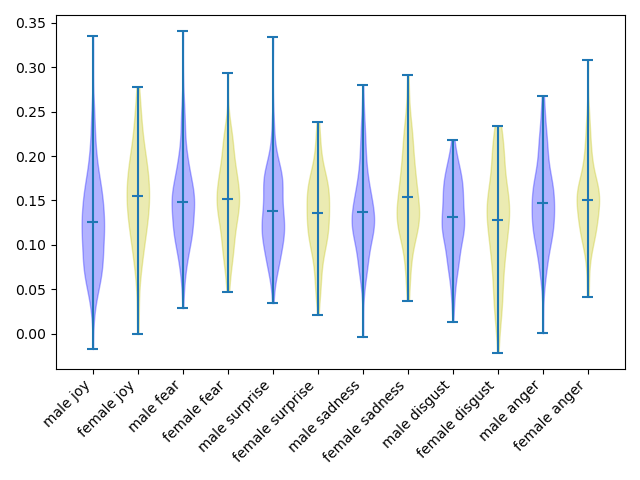 0.35
0.30
0.25
0.20
0.15
0.10
0.05
0.00
male joy
female joy
male fear
female fear
male surprise
female surprise
male sadness
female sadness
male disgust
female disgust
male anger
female anger